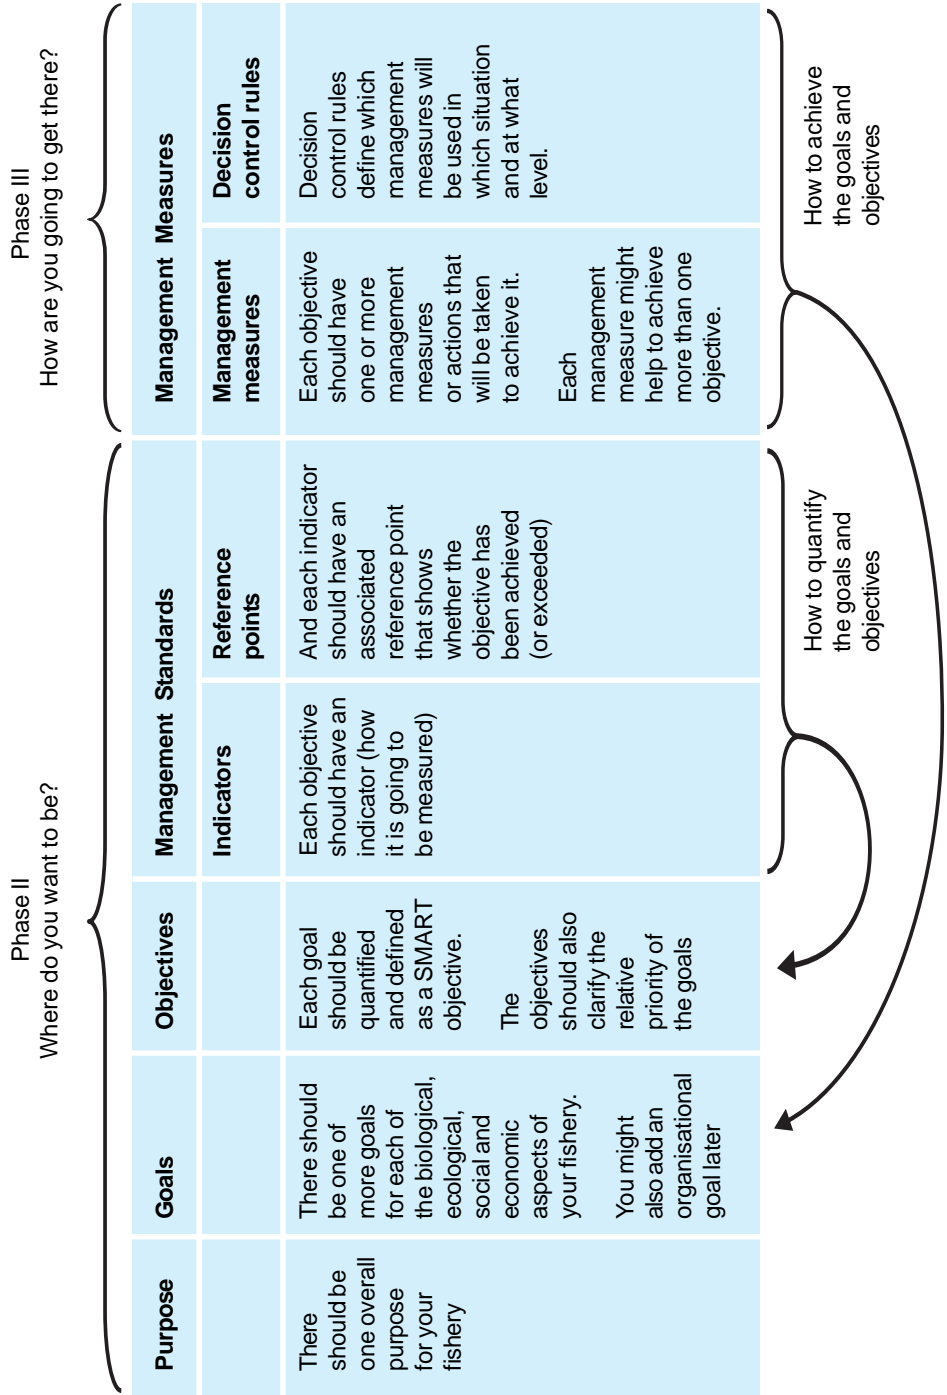 Phase II
Where do you want to be?
Phase III
How are you going to get there?
Purpose
Goals
Objectives
Management Standards
Management Measures
Indicators
Reference
points
Management
measures
Decision
control rules
There
should be
one overall
purpose
for your
fishery
There should
be one of
more goals
for each of
the biological,
ecological,
social and
economic
aspects of
your fishery.
You might
also add an
organisational
goal later
Each goal
should be
quantified
and defined
as a SMART
objective.
The
objectives
should also
clarify the
relative
priority of
the goals
Each objective
should have an
indicator (how
it is going to
be measured)
And each indicator
should have an
associated
reference point
that shows
whether the
objective has
been achieved
(or exceeded)
Each objective
should have
one or more
management
measures
or actions that
will be taken
to achieve it.
Each
management
measure might
help to achieve
more than one
objective.
Decision
control rules
define which
management
measures will
be used in
which situation
and at what
level.
How to quantify
the goals and
objectives
How to achieve
the goals and
objectives